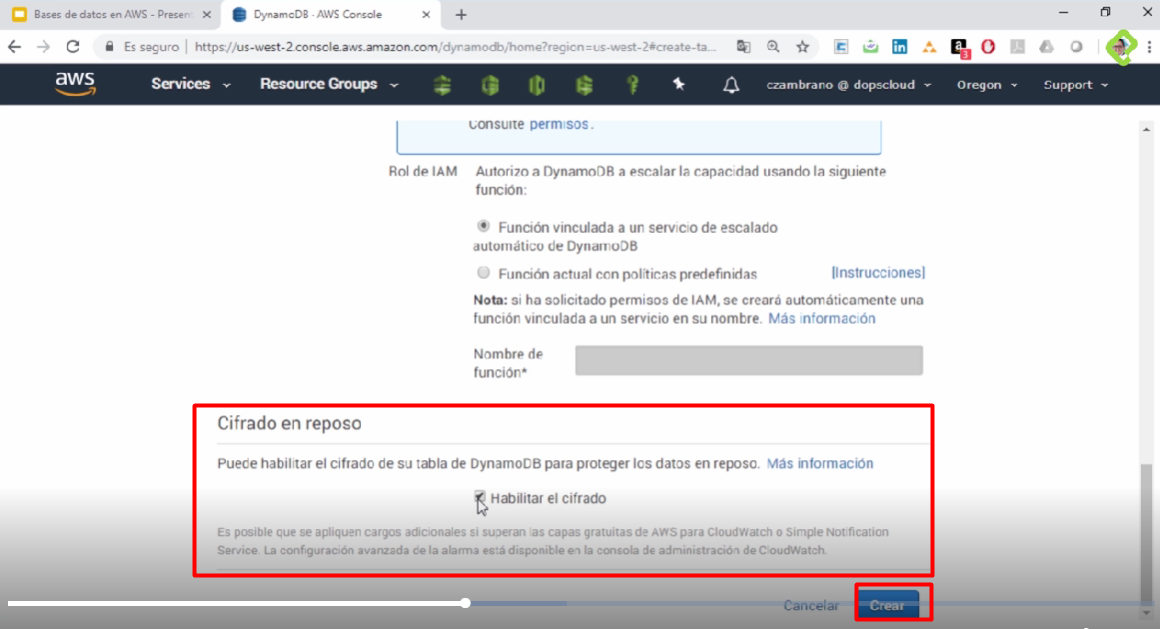 Bases de datos en AWS - Present
DynamoDB - AWS Console
Es seguro
https://us-west-2.console.aws.amazon.com/dynamodb/home?region=us-west-2#create-ta...
aws
Services
Resource Groups
czambrano @ dopscloud
Oregon
Support
Consulte permisos.
Rol de IAM
Autorizo a DynamoDB a escalar la capacidad usando la siguiente
función:
Función vinculada a un servicio de escalado
automático de DynamoDB
Función actual con políticas predefinidas
[Instrucciones]
Nota: si ha solicitado permisos de IAM, se creará automáticamente una
función vinculada a un servicio en su nombre. Más información
Nombre de
función*
Cifrado en reposo
Puede habilitar el cifrado de su tabla de DynamoDB para proteger los datos en reposo. Más información
Habilitar el cifrado
Es posible que se apliquen cargos adicionales si superan las capas gratuitas de AWS para CloudWatch o Simple Notification
Service. La configuración avanzada de la alarma está disponible en la consola de administración de CloudWatch.
Cancelar
Crear